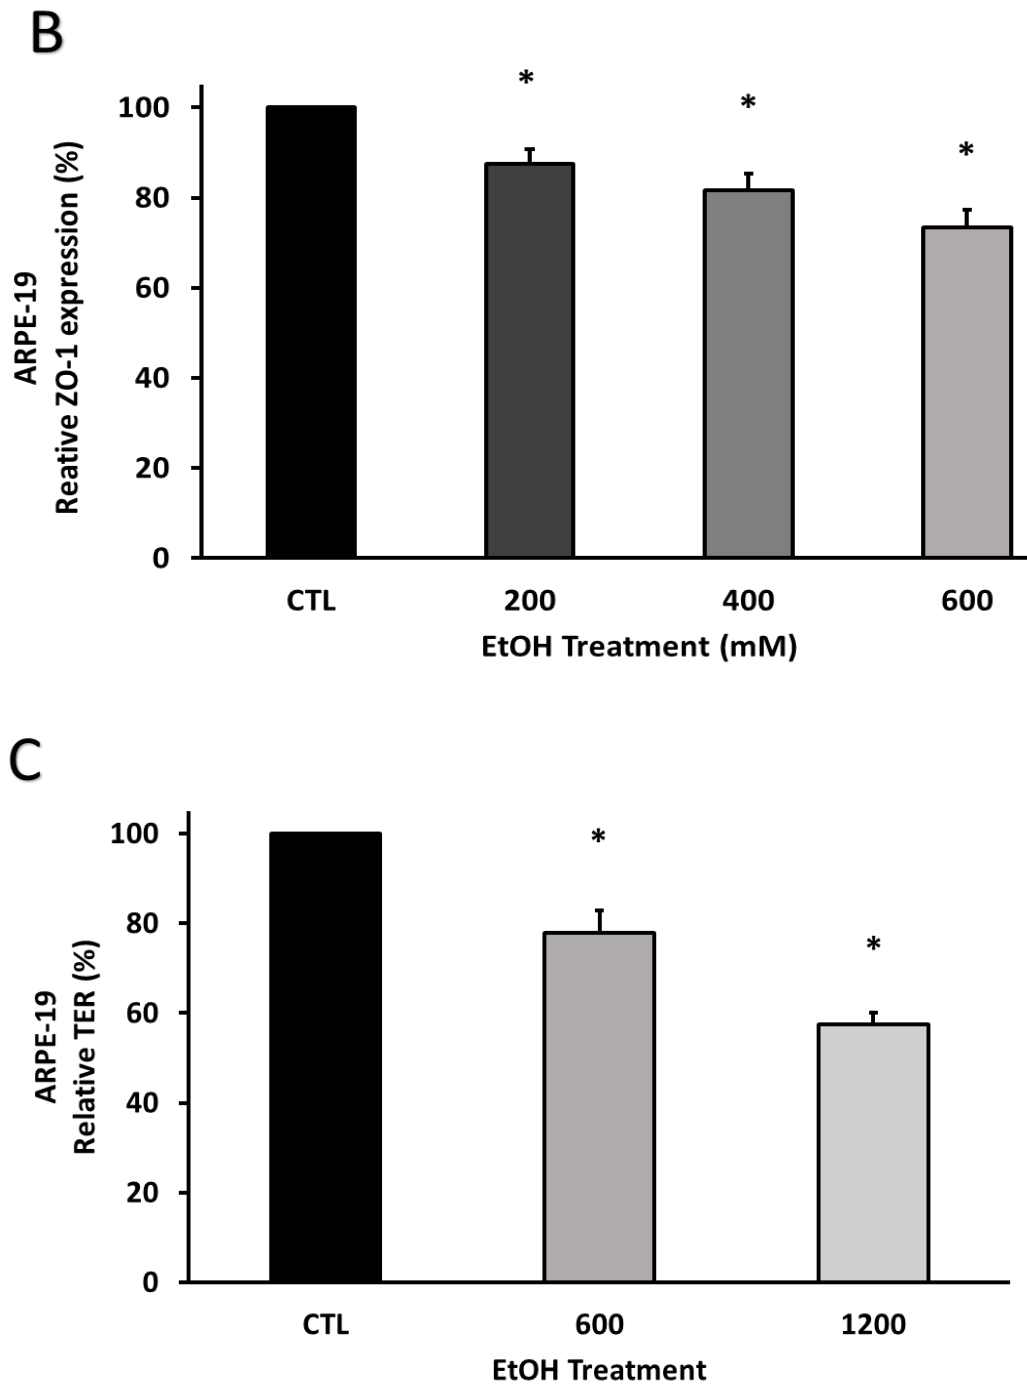 B
*
*
*
100
80
60
40
20
0
ARPE-19
Reative ZO-1 expression (%)
CTL
200
400
600
EtOH Treatment (mM)
C
*
*
100
80
60
40
20
0
ARPE-19
Relative TER (%)
CTL
600
1200
EtOH Treatment